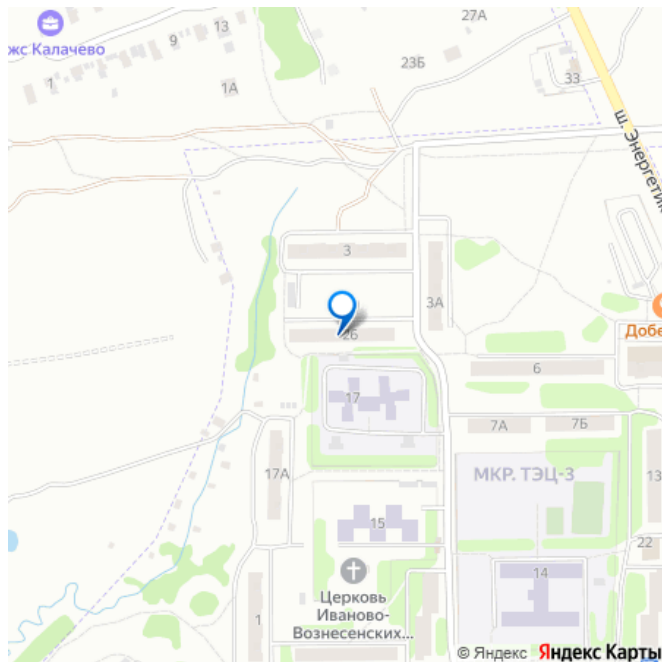 27А
13
9
жс Калачево
1
1А
23Б
33
ш. Энергетик
3
3А
2Б
Добе
6
17
7А
7Б
17А
МКР. ТЭЦ-3
13
15
22
14
Церковь
Иваново-
Вознесенских...
1
© Яндекс Яндекс Карты